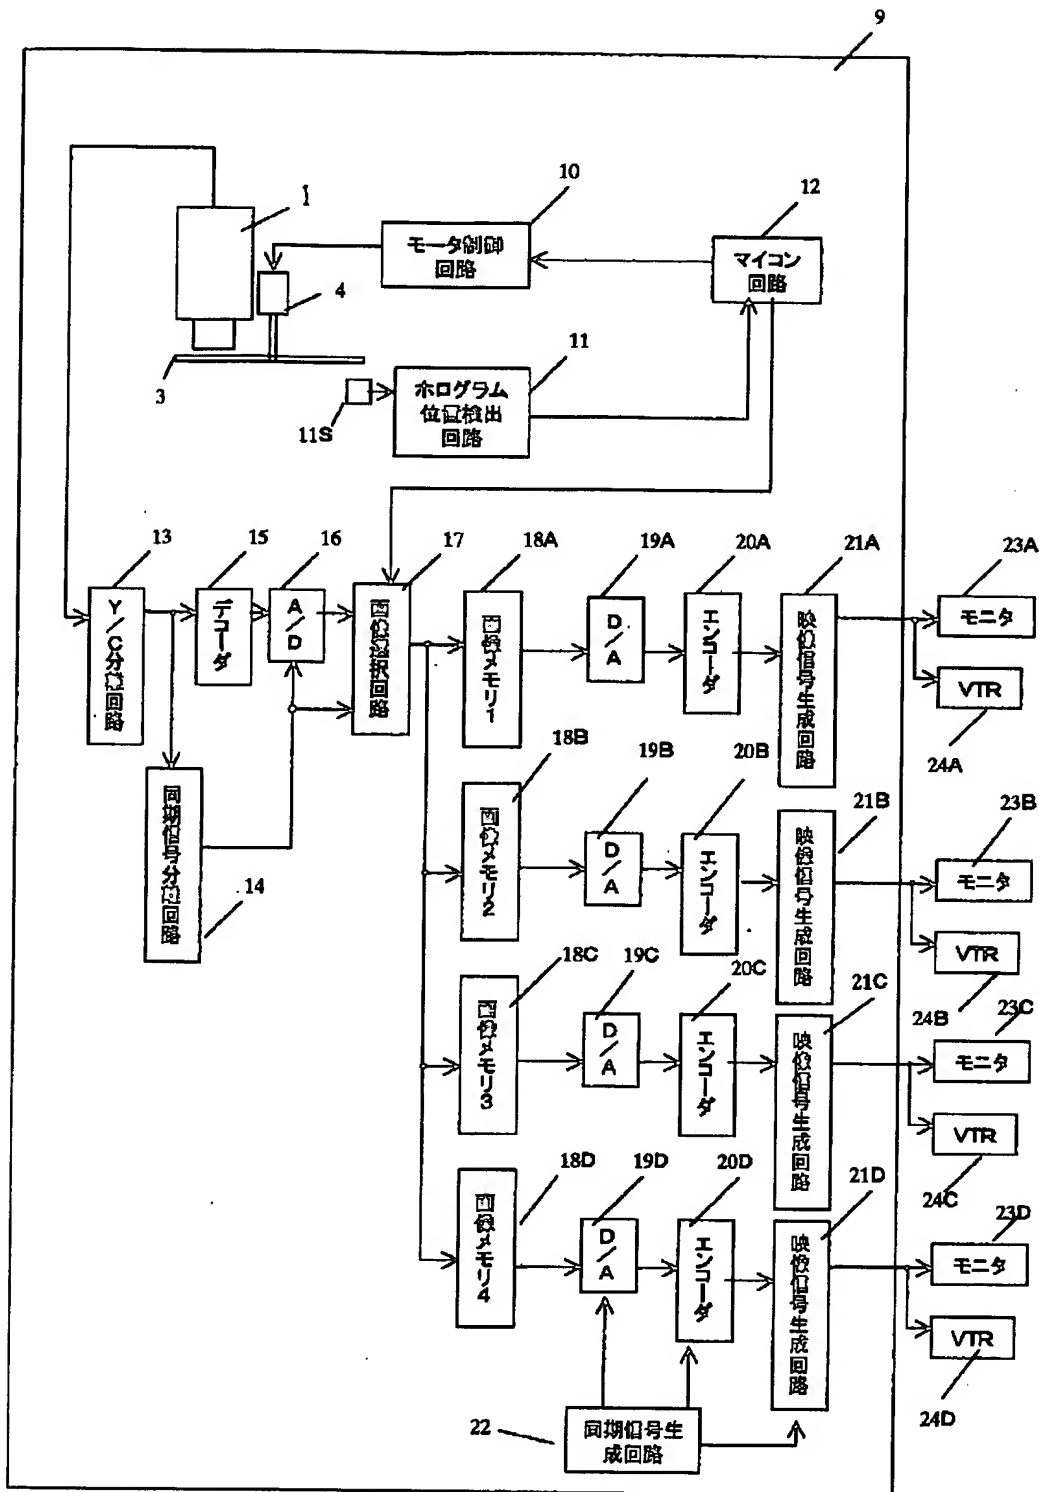 9
1
10
12
モータ制御
回路
マイコン
回路
4
3
11
ホログラム
位置検出
回路
11S
13
15
16
17
18A
19A
20A
21A
23A
Y/C分離回路
デコーダ
A/D
画像選択回路
画像メモリ1
D/A
エンコーダ
映像信号生成回路
モニタ
VTR
24A
同期信号分離回路
14
18B
19B
20B
21B
23B
画像メモリ2
D/A
エンコーダ
映像信号生成回路
モニタ
VTR
24B
18C
19C
20C
21C
23C
画像メモリ3
D/A
エンコーダ
映像信号生成回路
モニタ
VTR
24C
18D
19D
20D
21D
23D
画像メモリ4
D/A
エンコーダ
映像信号生成回路
モニタ
VTR
24D
22
同期信号生
成回路